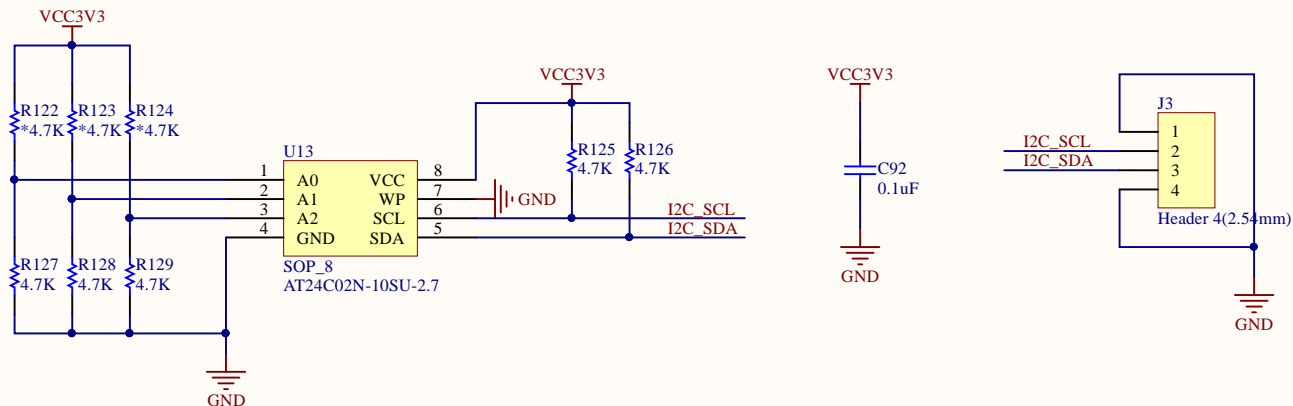 VCC3V3
R122
*4.7K
R123
*4.7K
R124
*4.7K
R127
4.7K
R128
4.7K
R129
4.7K
GND
U13
1 A0 VCC 8
2 A1 WP 7
3 A2 SCL 6
4 GND SDA 5
SOP_8
AT24C02N-10SU-2.7
GND
VCC3V3
R125
4.7K
R126
4.7K
I2C_SCL
I2C_SDA
VCC3V3
C92
0.1uF
GND
J3
I2C_SCL
I2C_SDA
1
2
3
4
Header 4(2.54mm)
GND